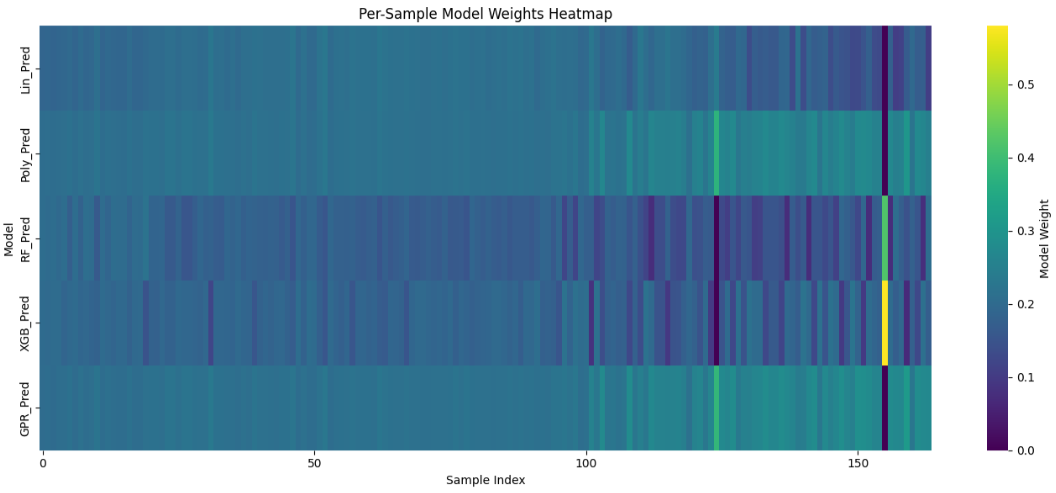 Per-Sample Model Weights Heatmap
Model
Lin_Pred
Poly_Pred
RF_Pred
XGB_Pred
GPR_Pred
0
50
100
150
Sample Index
0.5
0.4
0.3
0.2
0.1
0.0
Model Weight